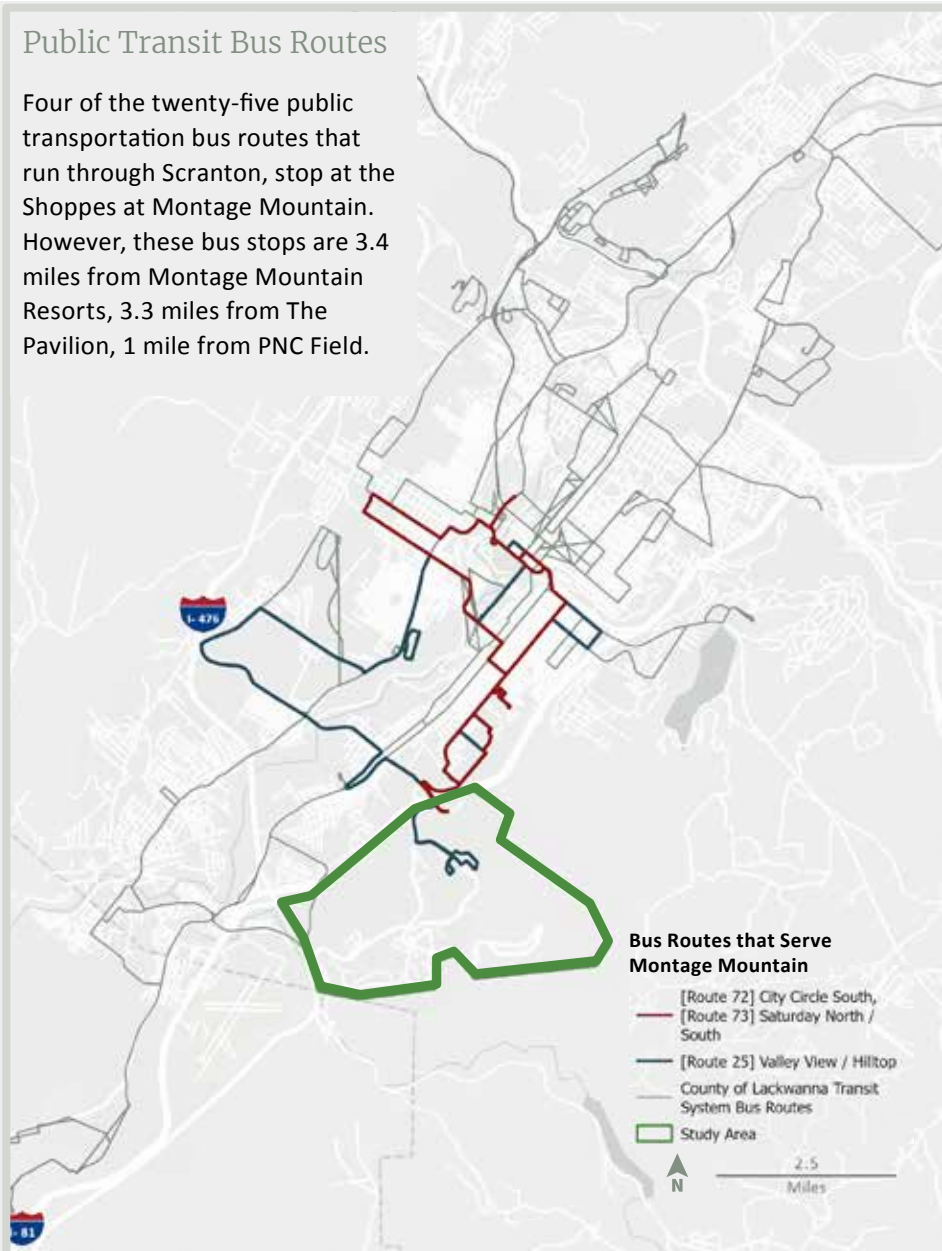 Public Transit Bus Routes
Four of the twenty-five public
transportation bus routes that
run through Scranton, stop at the
Shoppes at Montage Mountain.
However, these bus stops are 3.4
miles from Montage Mountain
Resorts, 3.3 miles from The
Pavilion, 1 mile from PNC Field.
I- 476
Bus Routes that Serve
Montage Mountain
[Route 72] City Circle South,
[Route 73] Saturday North /
South
[Route 25] Valley View / Hilltop
County of Lackwanna Transit
System Bus Routes
Study Area
N
2.5
Miles
- 81